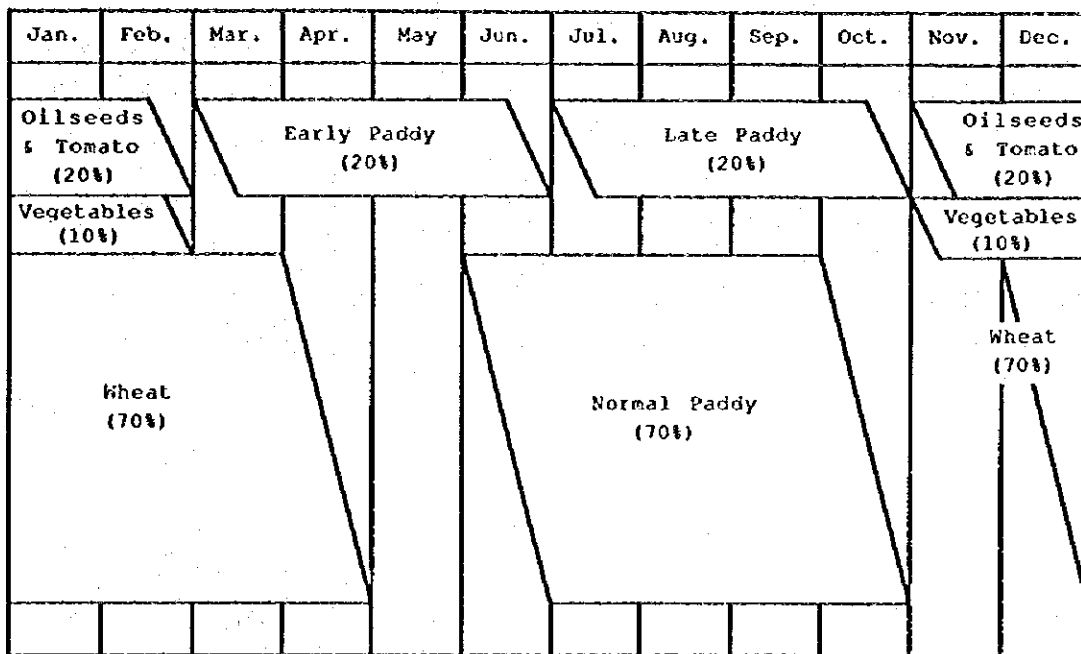 Jan. Feb. Mar. Apr. May Jun. Jul. Aug. Sep. Oct. Nov. Dec.
Oilseeds
& Tomato
(20%)
Early Paddy
(20%)
Late Paddy
(20%)
Oilseeds
& Tomato
(20%)
Vegetables
(10%)
Vegetables
(10%)
Wheat
(70%)
Normal Paddy
(70%)
Wheat
(70%)